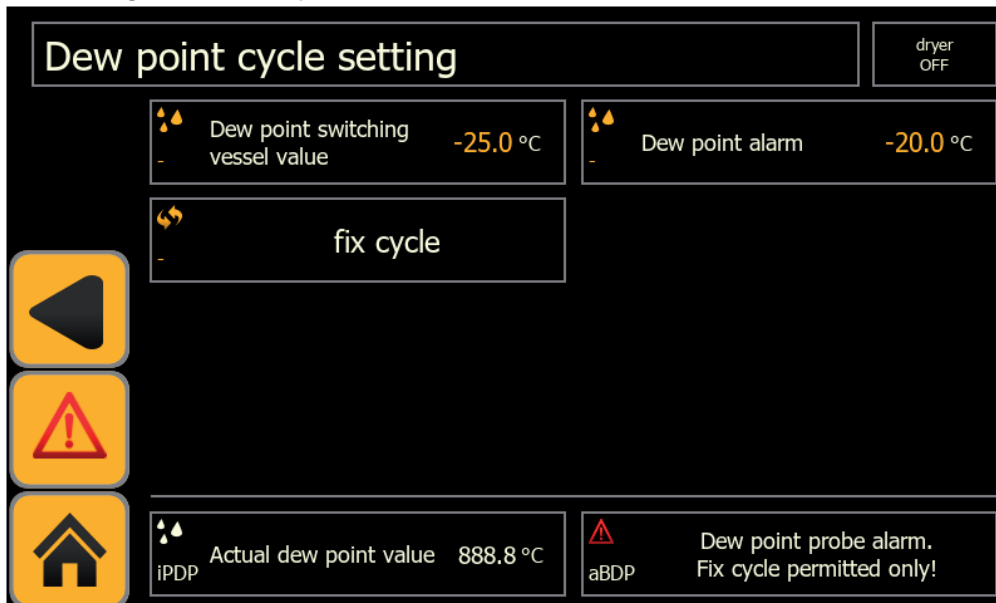 Dew point cycle setting
dryer
OFF
Dew point switching
vessel value
-25.0 °C
-
Dew point alarm
-20.0 °C
-
fix cycle
-
Actual dew point value 888.8 °C
iPDP
Dew point probe alarm.
Fix cycle permitted only!
aBDP